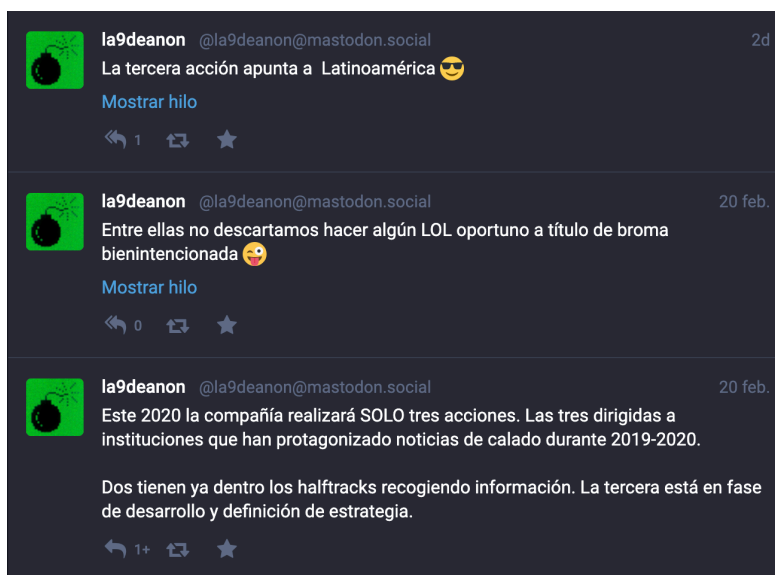 la9deanon @la9deanon@mastodon.social 2d
La tercera acción apunta a Latinoamérica 😎
Mostrar hilo
1
la9deanon @la9deanon@mastodon.social 20 feb.
Entre ellas no descartamos hacer algún LOL oportuno a título de broma
bienintencionada 😜
Mostrar hilo
0
la9deanon @la9deanon@mastodon.social 20 feb.
Este 2020 la compañía realizará SOLO tres acciones. Las tres dirigidas a
instituciones que han protagonizado noticias de calado durante 2019-2020.
Dos tienen ya dentro los halftracks recogiendo información. La tercera está en fase
de desarrollo y definición de estrategia.
1+